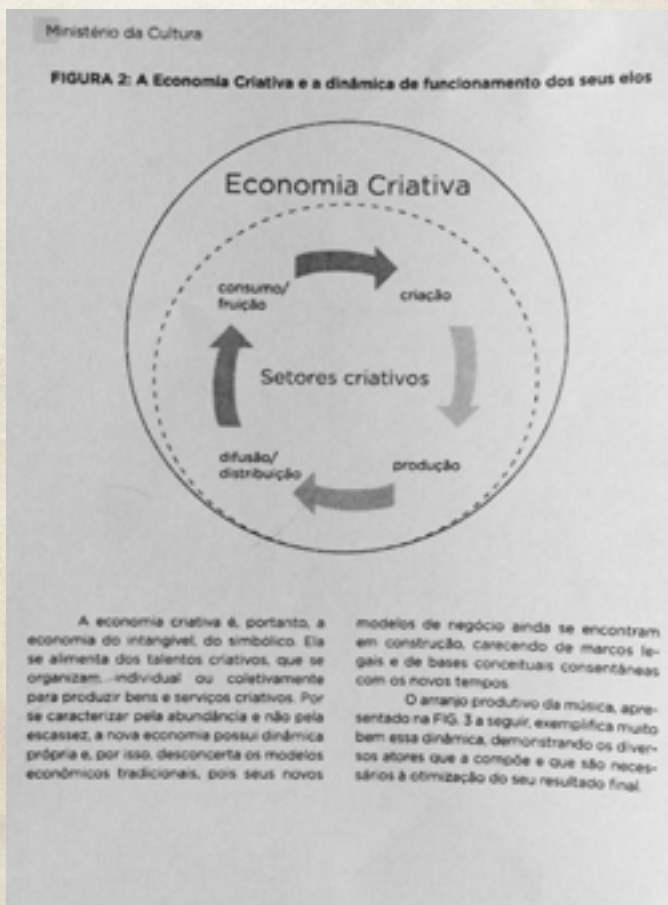 Ministério da Cultura
FIGURA 2: A Economia Criativa e a dinâmica de funcionamento dos seus elos
Economia Criativa
consumo/
fruição
criação
Setores criativos
difusão/
distribuição
produção
A economia criativa é, portanto, a
economia do intangível, do simbólico. Ela
se alimenta dos talentos criativos, que se
organizam individual ou coletivamente
para produzir bens e serviços criativos. Por
se caracterizar pela abundância e não pela
escassez, a nova economia possui dinâmica
própria e, por isso, desconcerta os modelos
econômicos tradicionais, pois seus novos
modelos de negócio ainda se encontram
em construção, carecendo de marcos le-
gais e de bases conceituais consentâneas
com os novos tempos.
O arranjo produtivo da música, apre-
sentado na FIG. 3 a seguir, exemplifica muito
bem essa dinâmica, demonstrando os diver-
sos atores que a compõe e que são neces-
sários à otimização do seu resultado final.